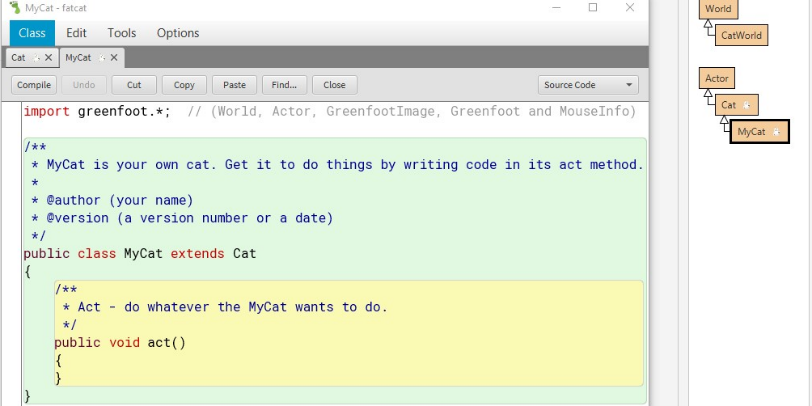 MyCat - fatcat
Class Edit Tools Options
Cat MyCat
Compile Undo Cut Copy Paste Find... Close Source Code
import greenfoot.*;  // (World, Actor, GreenfootImage, Greenfoot and MouseInfo)
/**
 * MyCat is your own cat. Get it to do things by writing code in its act method.
 *
 * @author (your name)
 * @version (a version number or a date)
 */
public class MyCat extends Cat
{
    /**
     * Act - do whatever the MyCat wants to do.
     */
    public void act()
    {
    }
}
World
CatWorld
Actor
Cat
MyCat